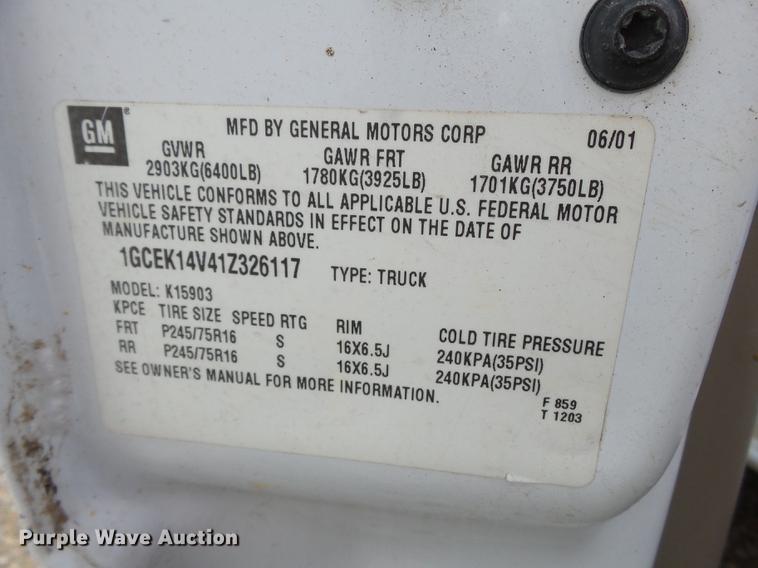 GM ®
MFD BY GENERAL MOTORS CORP 06/01
GVWR GAWR FRT GAWR RR
2903KG(6400LB) 1780KG(3925LB) 1701KG(3750LB)
THIS VEHICLE CONFORMS TO ALL APPLICABLE U.S. FEDERAL MOTOR
VEHICLE SAFETY STANDARDS IN EFFECT ON THE DATE OF
MANUFACTURE SHOWN ABOVE.
1GCEK14V41Z326117 TYPE: TRUCK
MODEL: K15903
KPCE TIRE SIZE SPEED RTG RIM COLD TIRE PRESSURE
FRT P245/75R16 S 16X6.5J 240KPA(35PSI)
RR P245/75R16 S 16X6.5J 240KPA(35PSI)
SEE OWNER'S MANUAL FOR MORE INFORMATION.
F 859
T 1203
Purple Wave Auction